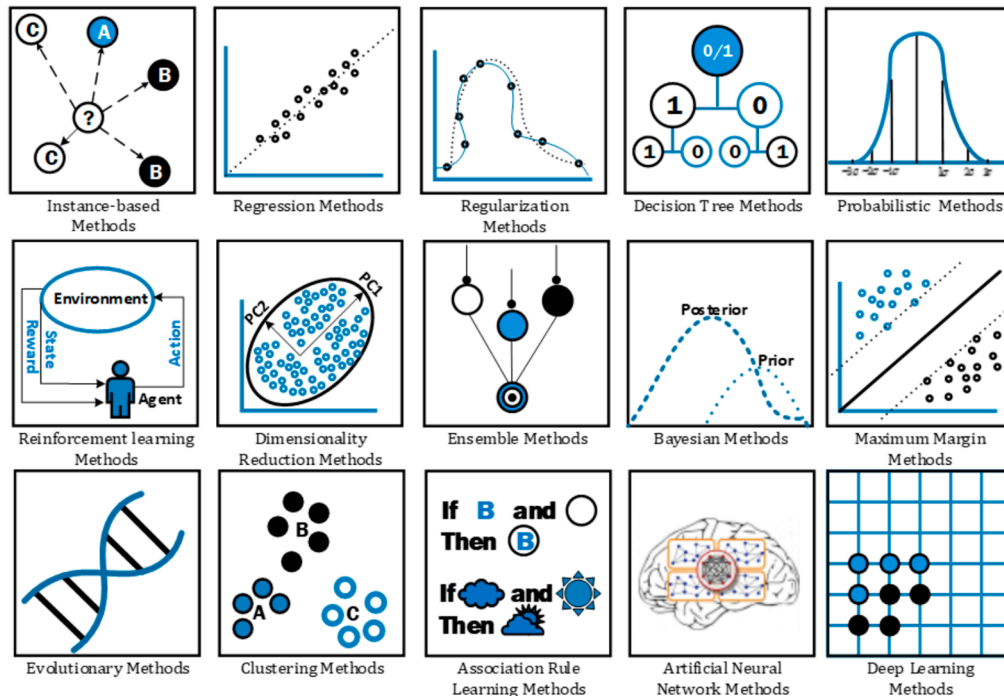 C
A
B
?
C
B
Instance-based
Methods
Regression Methods
Regularization
Methods
0/1
1
0
1
0
0
1
Decision Tree Methods
Probabilistic Methods
Environment
State
Reward
Action
Agent
Reinforcement learning
Methods
PC1
PC2
Dimensionality
Reduction Methods
Ensemble Methods
Posterior
Prior
Bayesian Methods
Maximum Margin
Methods
Evolutionary Methods
B
A
C
Clustering Methods
If B and
Then B
If and
Then
Association Rule
Learning Methods
Artificial Neural
Network Methods
Deep Learning
Methods